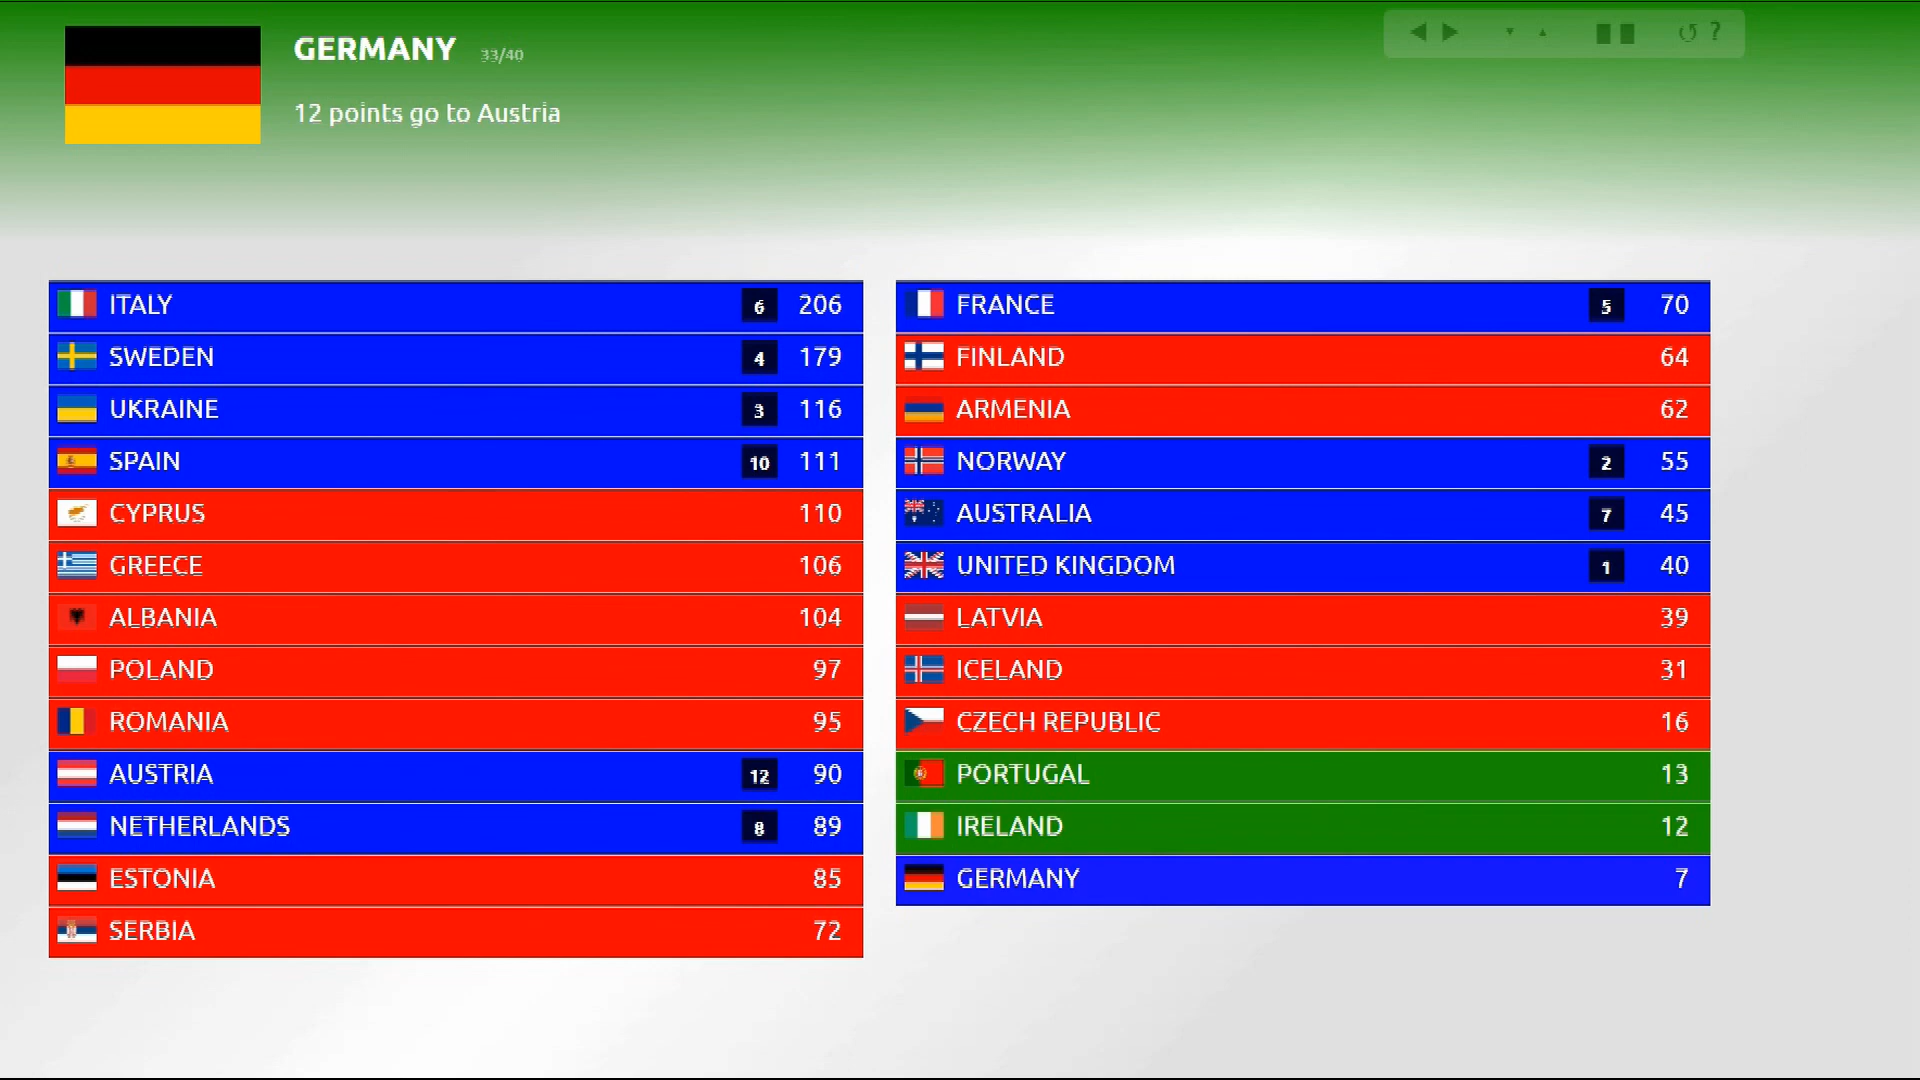 GERMANY 33/40
12 points go to Austria
?
ITALY 6 206
SWEDEN 4 179
UKRAINE 3 116
SPAIN 10 111
CYPRUS 110
GREECE 106
ALBANIA 104
POLAND 97
ROMANIA 95
AUSTRIA 12 90
NETHERLANDS 8 89
ESTONIA 85
SERBIA 72
FRANCE 5 70
FINLAND 64
ARMENIA 62
NORWAY 2 55
AUSTRALIA 7 45
UNITED KINGDOM 1 40
LATVIA 39
ICELAND 31
CZECH REPUBLIC 16
PORTUGAL 13
IRELAND 12
GERMANY 7